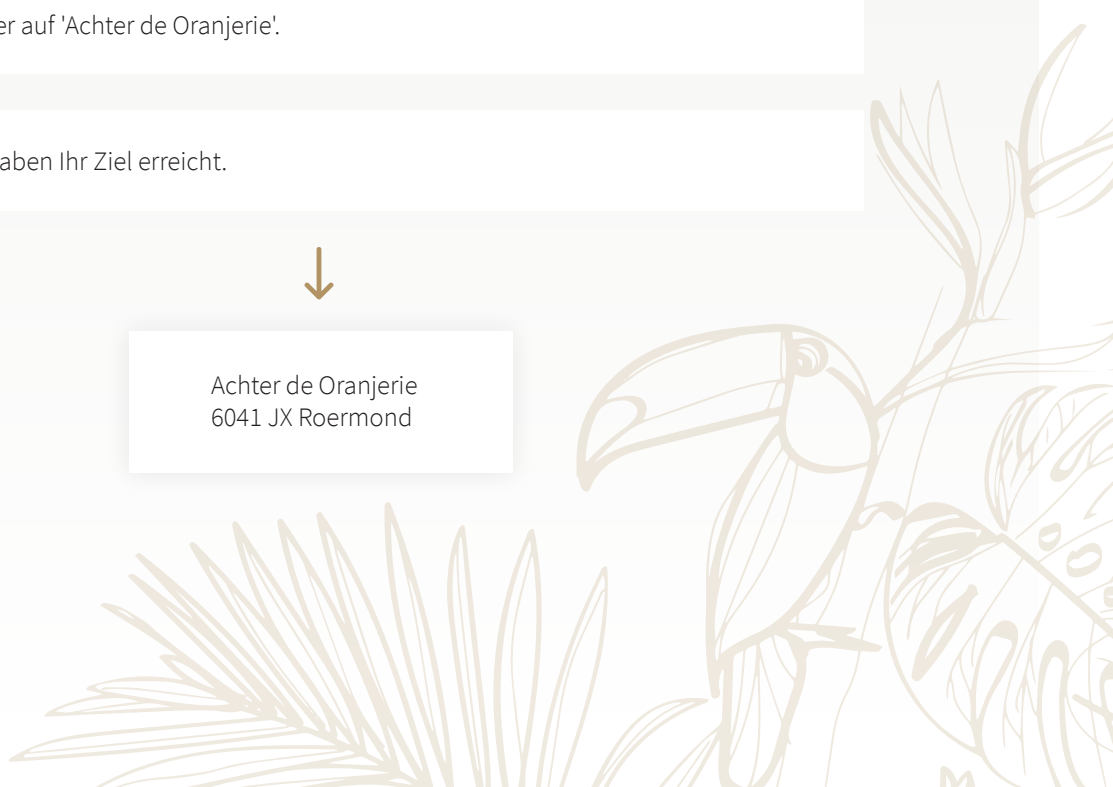 er auf 'Achter de Oranjerie'.
aben Ihr Ziel erreicht.
Achter de Oranjerie
6041 JX Roermond